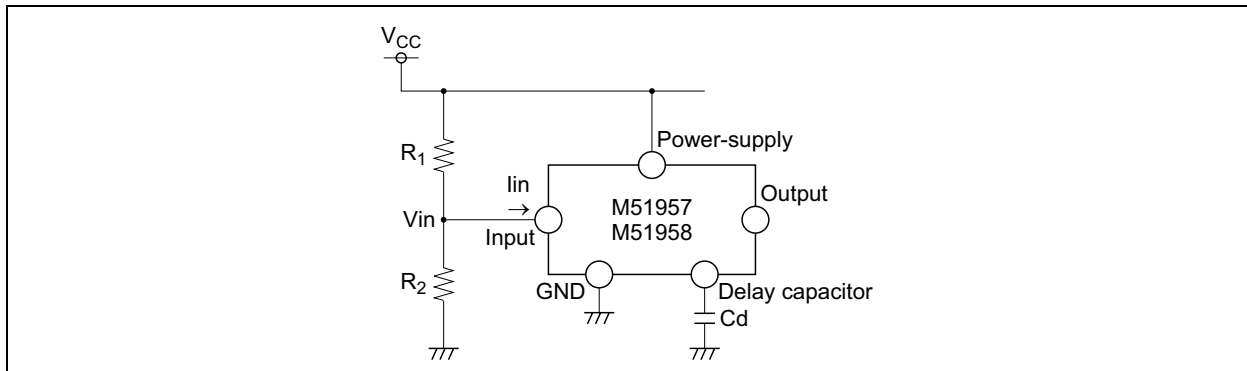 VCC
R1
Power-supply
Iin
→
M51957
Output
Vin
Input
M51958
R2
GND
Delay capacitor
Cd